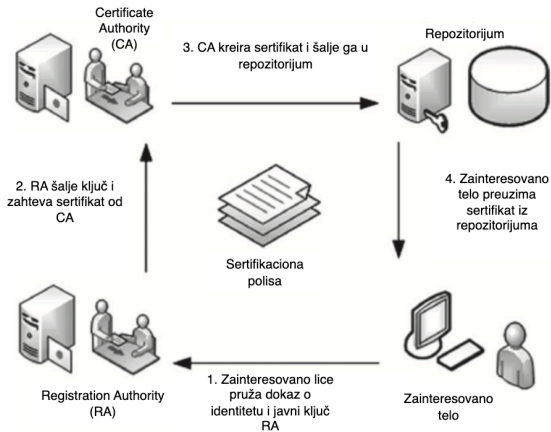 Certificate
Authority
(CA)
3. CA kreira sertifikat i šalje ga u
repozitorijum
Repozitorijum
2. RA šalje ključ i
zahteva sertifikat od
CA
4. Zainteresovano
telo preuzima
sertifikat iz
repozitorijuma
Sertifikaciona
polisa
Registration Authority
(RA)
1. Zainteresovano lice
pruža dokaz o
identitetu i javni ključ
RA
Zainteresovano
telo